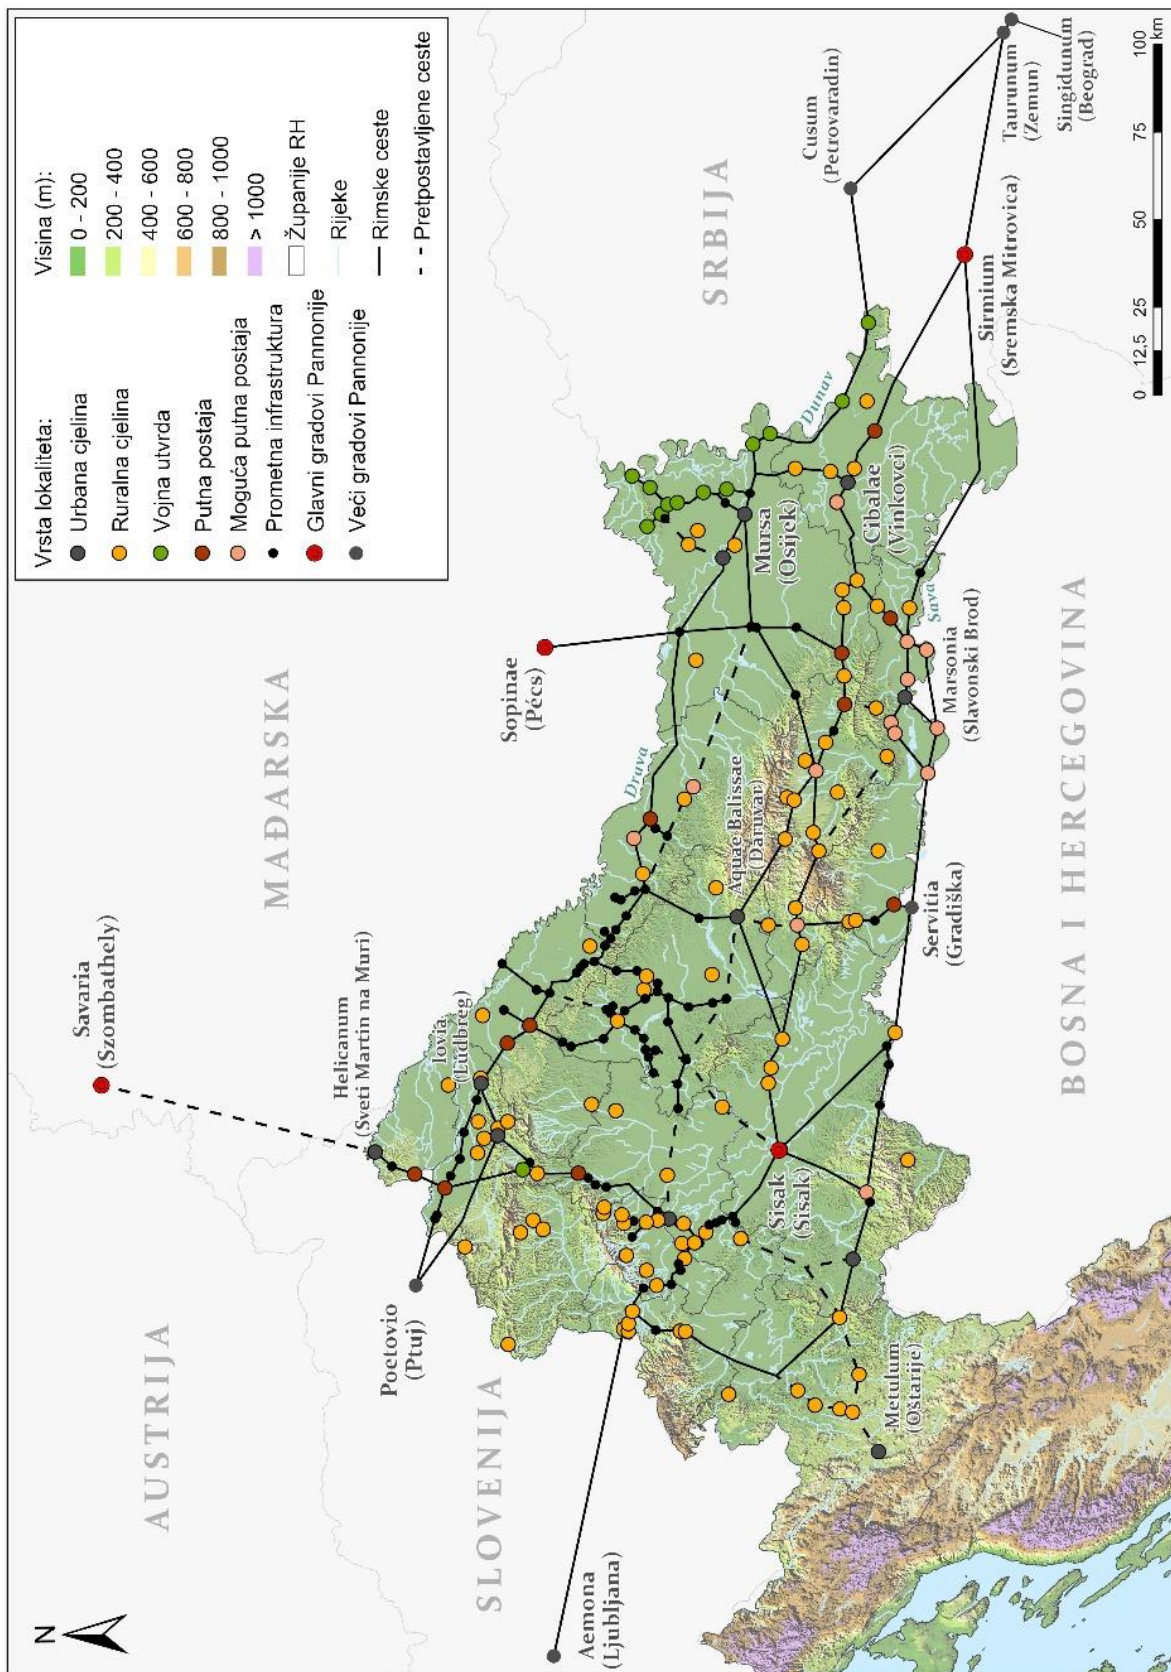 N
AUSTRIJA
MAĐARSKA
SLOVENIJA
SRBIJA
BOSNA I HERCEGOVINA
Savaria
(Szombathely)
Helicanum
(Sveti Martin na Muri)
Iovia
(Ludbreg)
Poetovio
(Ptuj)
Aemona
(Ljubljana)
Sopinae
(Pécs)
Drava
Aquae Balissae
(Daruvar)
Mursa
(Osijek)
Dunav
Cibalae
(Vinkovci)
Cusum
(Petrovaradin)
Sisak
(Sisak)
Metulum
(Oštarije)
Servitia
(Gradiška)
Marsonia
(Slavonski Brod)
Sava
Sirmium
(Sremska Mitrovica)
Taurunum
(Zemun)
Singidunum
(Beograd)
Vrsta lokaliteta:
Urbana cjelina
Ruralna cjelina
Vojna utvrda
Putna postaja
Moguća putna postaja
Prometna infrastruktura
Glavni gradovi Pannonije
Veći gradovi Pannonije
Visina (m):
0 - 200
200 - 400
400 - 600
600 - 800
800 - 1000
> 1000
Županije RH
Rijeke
Rimske ceste
Pretpostavljene ceste
0 12,5 25 50 75 100
km